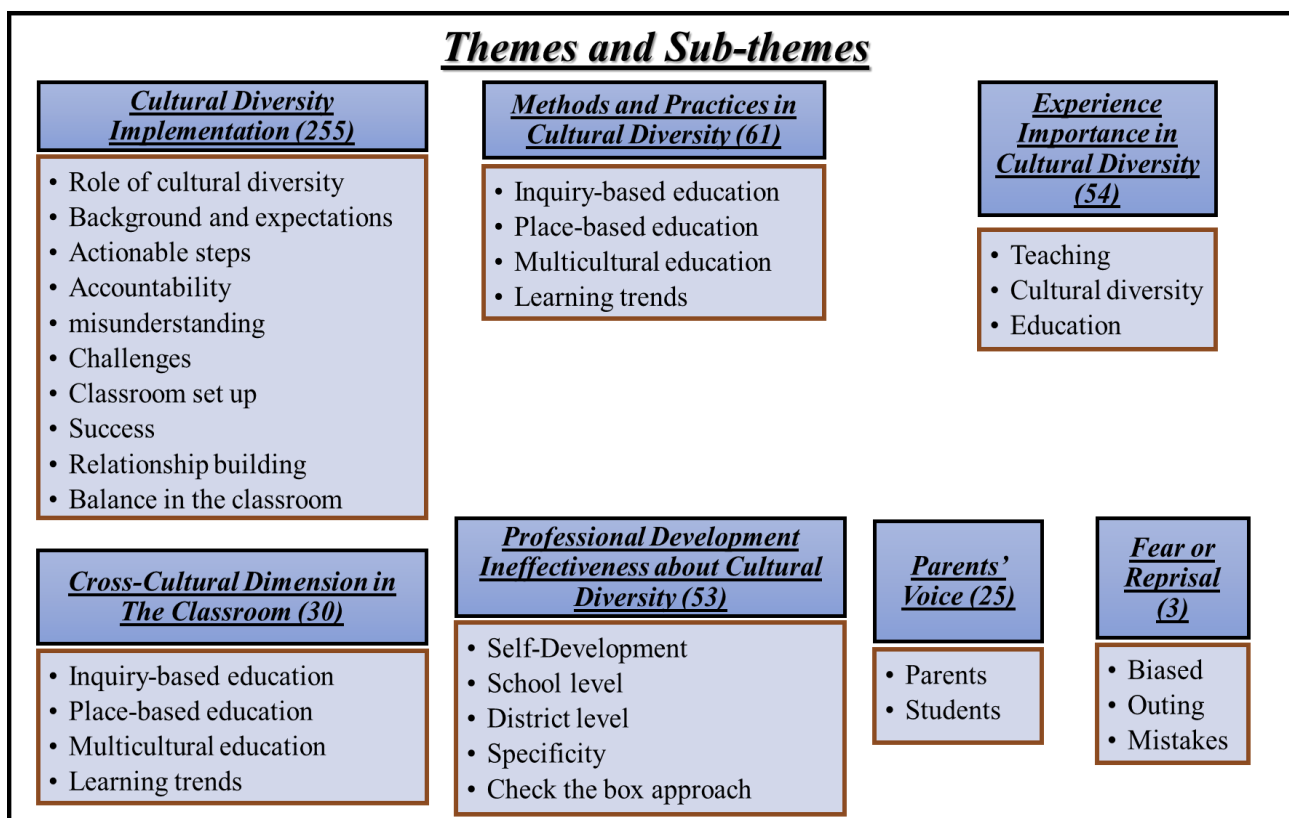 Themes and Sub-themes
Cultural Diversity
Implementation (255)
• Role of cultural diversity
• Background and expectations
• Actionable steps
• Accountability
• misunderstanding
• Challenges
• Classroom set up
• Success
• Relationship building
• Balance in the classroom
Methods and Practices in
Cultural Diversity (61)
• Inquiry-based education
• Place-based education
• Multicultural education
• Learning trends
Experience
Importance in
Cultural Diversity
(54)
• Teaching
• Cultural diversity
• Education
Cross-Cultural Dimension in
The Classroom (30)
• Inquiry-based education
• Place-based education
• Multicultural education
• Learning trends
Professional Development
Ineffectiveness about Cultural
Diversity (53)
• Self-Development
• School level
• District level
• Specificity
• Check the box approach
Parents’
Voice (25)
• Parents
• Students
Fear or
Reprisal
(3)
• Biased
• Outing
• Mistakes